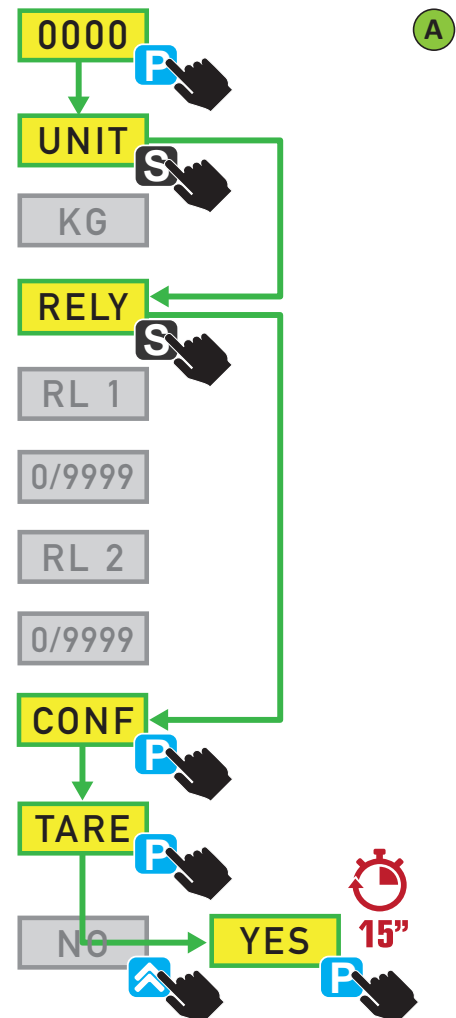 0000
A
P
UNIT
S
KG
RELY
S
RL 1
0/9999
RL 2
0/9999
CONF
P
TARE
P
NO
YES
15”
P